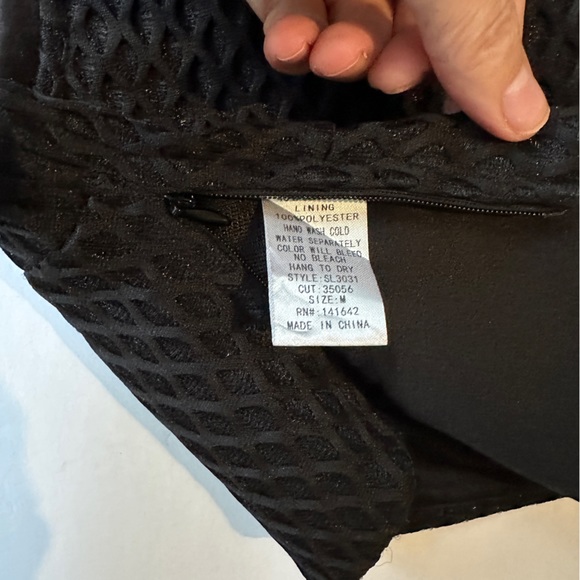 LINING
100%POLYESTER
HAND WASH COLD
WATER SEPARATELY
COLOR WILL BLEED
NO BLEACH
HANG TO DRY
STYLE:SL3031
CUT:35056
SIZE:M
RN#:141642
MADE IN CHINA